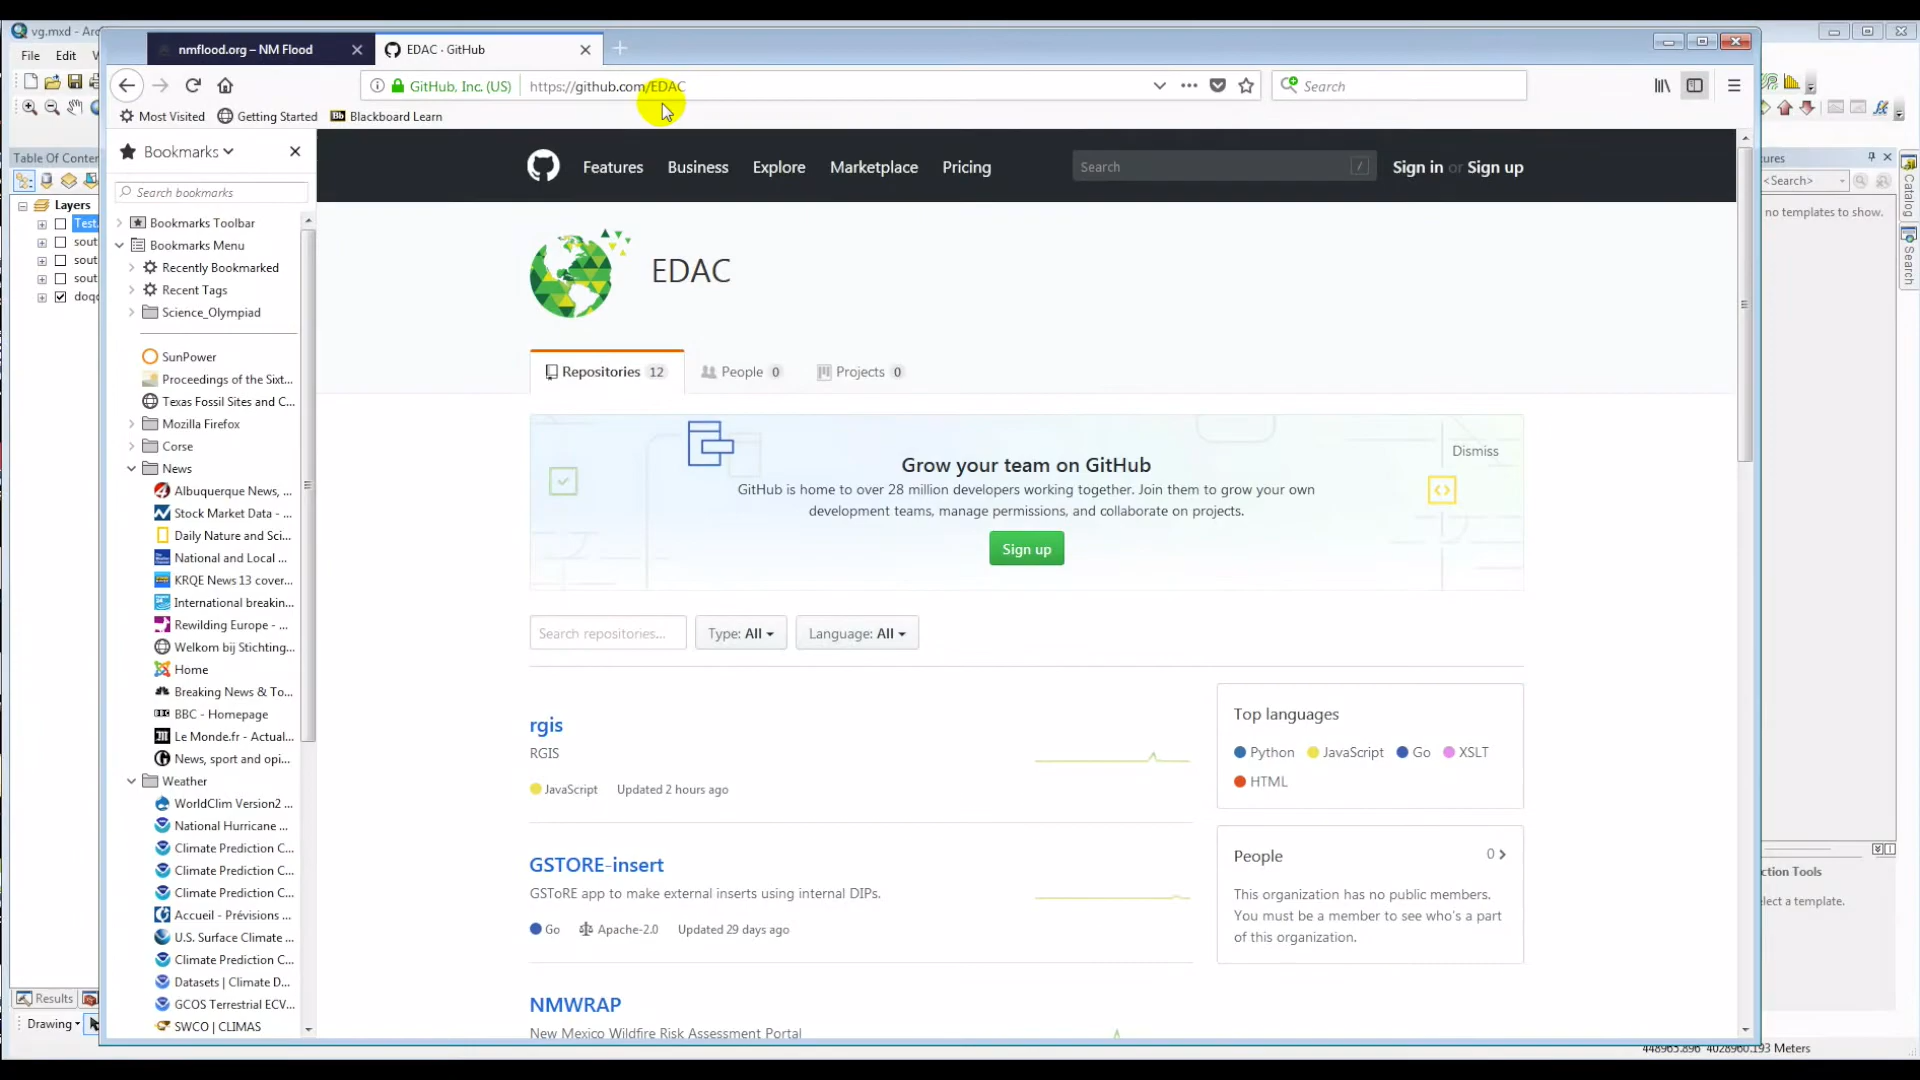 vg.mxd - Arc
File Edit V
nmflood.org – NM Flood
EDAC · GitHub
GitHub, Inc. (US)
https://github.com/EDAC
Search
Most Visited
Getting Started
Bb Blackboard Learn
Table Of Conten
Layers
Test
sout
sout
sout
doqq
Bookmarks
Search bookmarks
Bookmarks Toolbar
Bookmarks Menu
Recently Bookmarked
Recent Tags
Science_Olympiad
SunPower
Proceedings of the Sixt...
Texas Fossil Sites and C...
Mozilla Firefox
Corse
News
Albuquerque News, ...
Stock Market Data - ...
Daily Nature and Sci...
National and Local ...
KRQE News 13 cover...
International breakin...
Rewilding Europe - ...
Welkom bij Stichting...
Home
Breaking News & To...
BBC - Homepage
Le Monde.fr - Actual...
News, sport and opi...
Weather
WorldClim Version2 ...
National Hurricane ...
Climate Prediction C...
Climate Prediction C...
Climate Prediction C...
Accueil - Prévisions ...
U.S. Surface Climate ...
Climate Prediction C...
Datasets | Climate D...
GCOS Terrestrial ECV...
SWCO | CLIMAS
Features Business Explore Marketplace Pricing
Search /
Sign in or Sign up
EDAC
Repositories 12
People 0
Projects 0
Grow your team on GitHub
Dismiss
GitHub is home to over 28 million developers working together. Join them to grow your own
development teams, manage permissions, and collaborate on projects.
Sign up
Search repositories...
Type: All
Language: All
rgis
RGIS
JavaScript Updated 2 hours ago
GSTORE-insert
GSToRE app to make external inserts using internal DIPs.
Go Apache-2.0 Updated 29 days ago
NMWRAP
New Mexico Wildfire Risk Assessment Portal
Top languages
Python JavaScript Go XSLT
HTML
People 0
This organization has no public members.
You must be a member to see who's a part
of this organization.
ures
<Search>
no templates to show.
Catalog
Search
ction Tools
lect a template.
Results
Drawing
448965.896 4028960.193 Meters